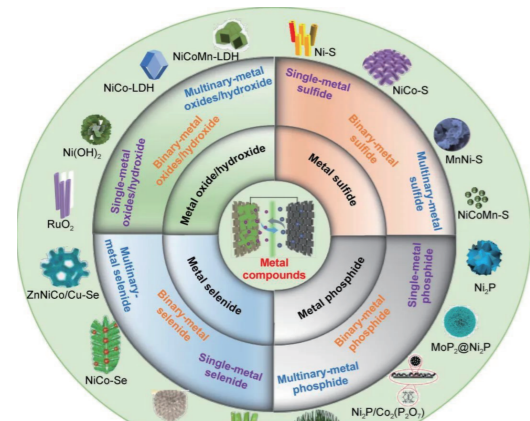 NiCoMn-LDH
Ni-S
NiCo-LDH
NiCo-S
Ni(OH)₂
MnNi-S
RuO₂
NiCoMn-S
ZnNiCo/Cu-Se
Ni₂P
NiCo-Se
MoP₂@Ni₂P
Ni₂P/Co₂(P₂O₇)
Multinary-metal
oxides/hydroxide
Binary-metal
oxides/hydroxide
Single-metal
oxides/hydroxide
Metal oxide/hydroxide
Single-metal
sulfide
Binary-metal
sulfide
Multinary-metal
sulfide
Metal sulfide
Metal
compounds
Multinary-
metal selenide
Binary-metal
selenide
Single-metal
selenide
Metal selenide
Single-metal
phosphide
Binary-metal
phosphide
Multinary-metal
phosphide
Metal phosphide